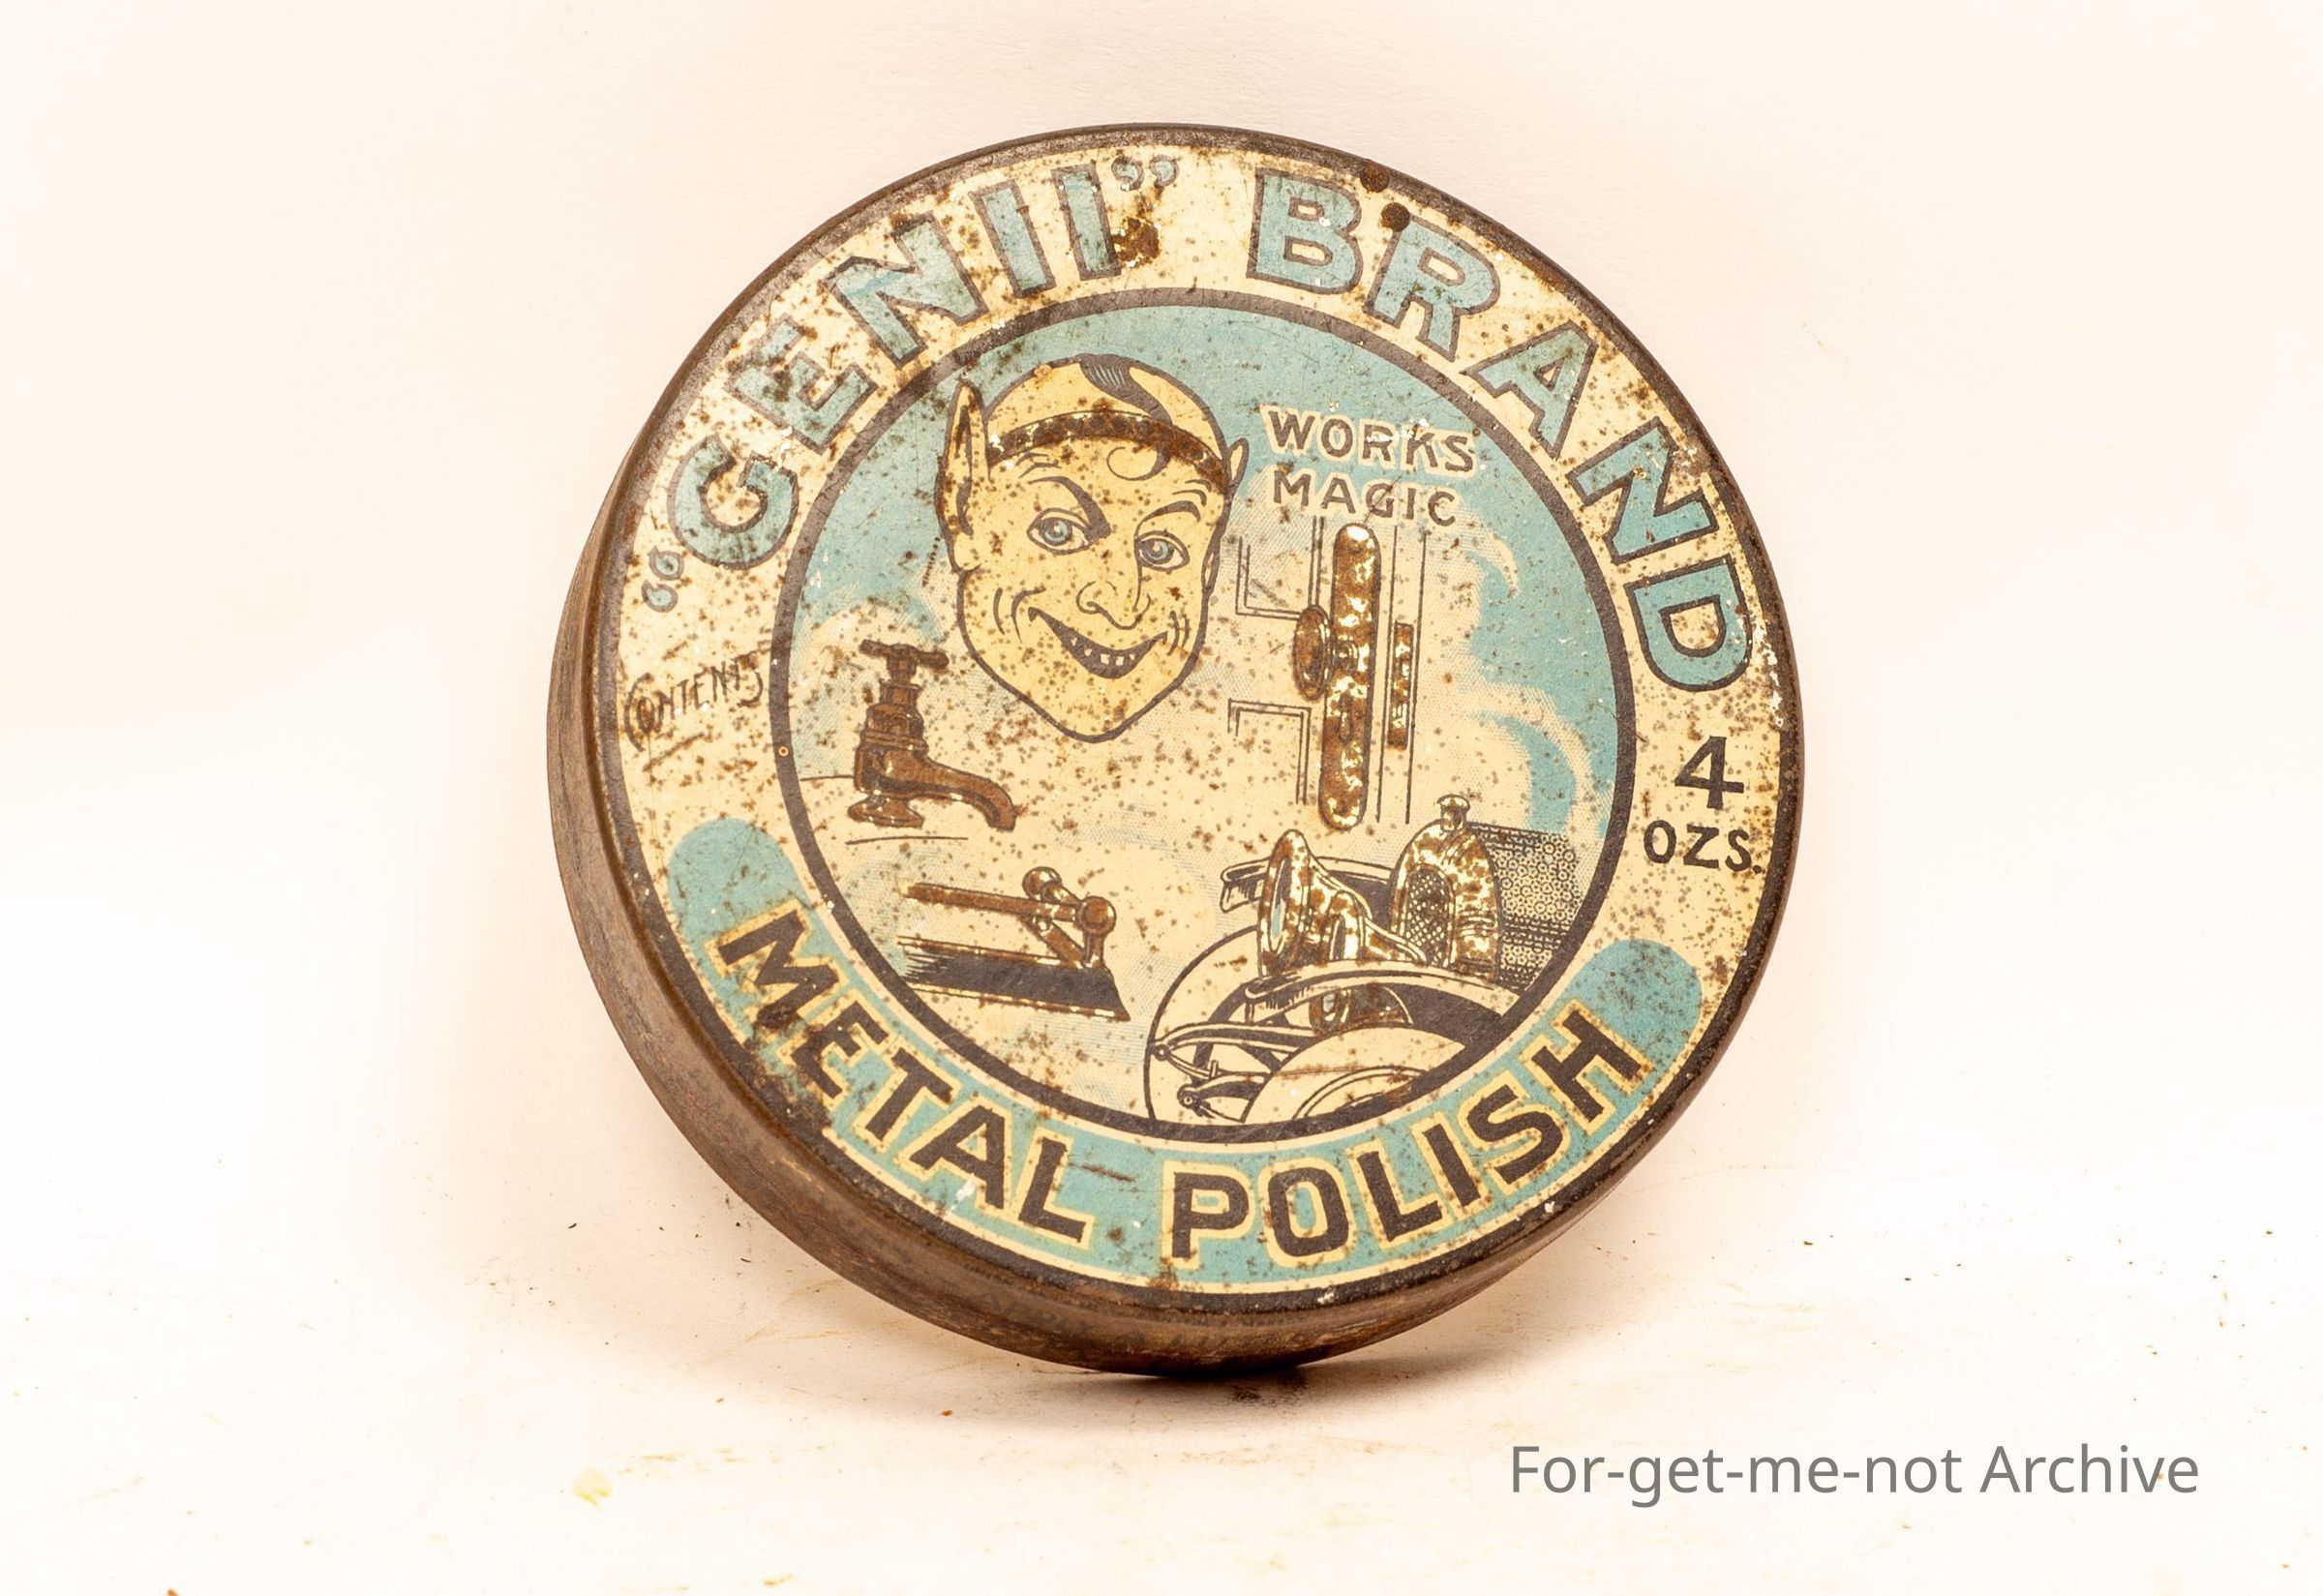 “GENII” BRAND
WORKS
MAGIC
CONTENTS
4
OZS.
METAL POLISH
For-get-me-not Archive